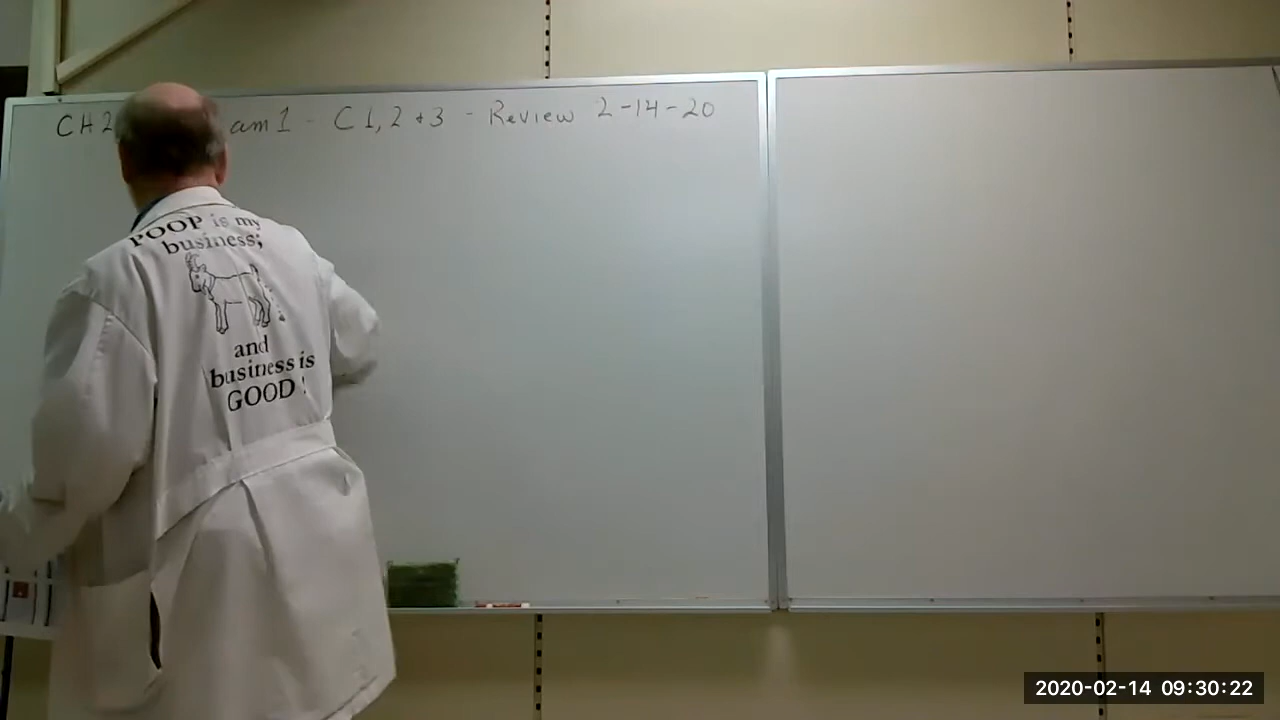 CH2 am 1 - C 1, 2 + 3 - Review 2-14-20
POOP is my
business;
and
business is
GOOD!
2020-02-14 09:30:22